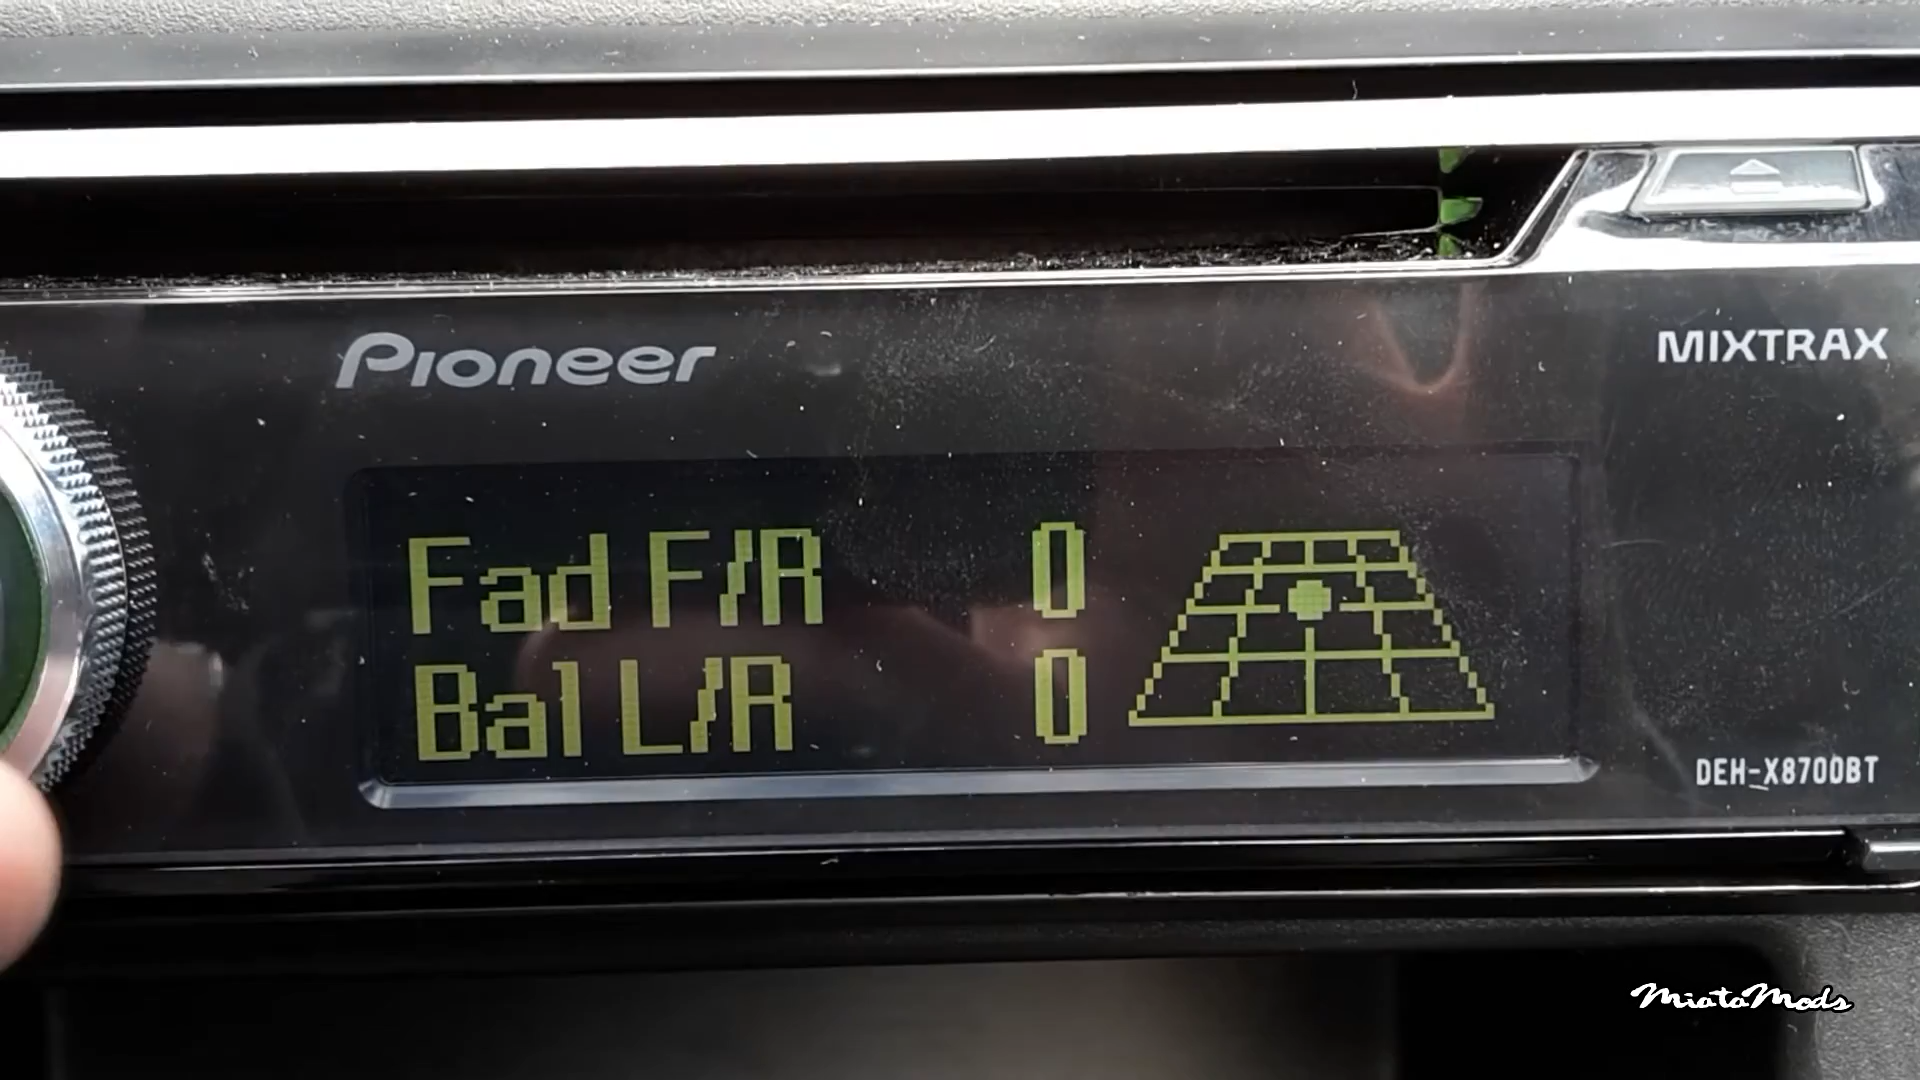 Pioneer
MIXTRAX
Fad F/R 0
Bal L/R 0
DEH-X8700BT
MiataMods